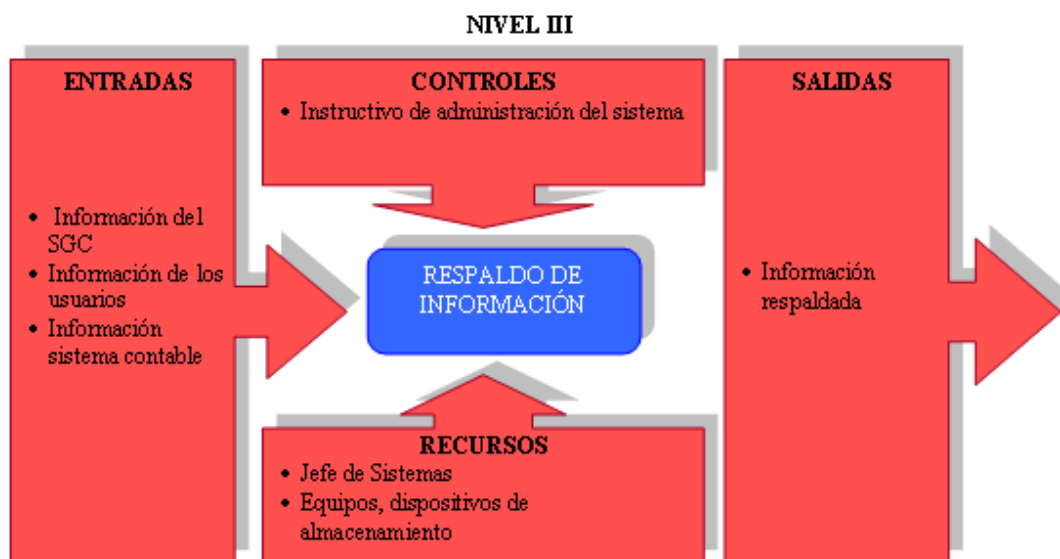 NIVEL III
ENTRADAS
• Información del
SGC
• Información de los
usuarios
• Información
sistema contable
CONTROLES
• Instructivo de administración del sistema
RESPALDO DE
INFORMACIÓN
RECURSOS
• Jefe de Sistemas
• Equipos, dispositivos de
almacenamiento
SALIDAS
• Información
respaldada